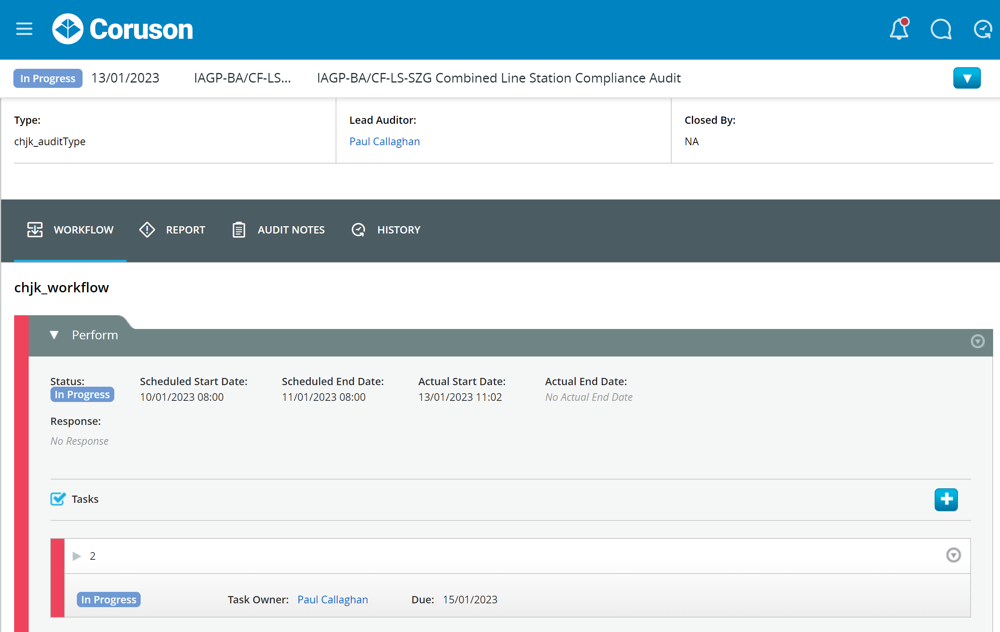 Coruson
In Progress 13/01/2023 IAGP-BA/CF-LS... IAGP-BA/CF-LS-SZG Combined Line Station Compliance Audit
Type: Lead Auditor: Closed By:
chjk_auditType Paul Callaghan NA
WORKFLOW REPORT AUDIT NOTES HISTORY
chjk_workflow
Perform
Status: Scheduled Start Date: Scheduled End Date: Actual Start Date: Actual End Date:
In Progress 10/01/2023 08:00 11/01/2023 08:00 13/01/2023 11:02 No Actual End Date
Response:
No Response
Tasks
2
In Progress Task Owner: Paul Callaghan Due: 15/01/2023